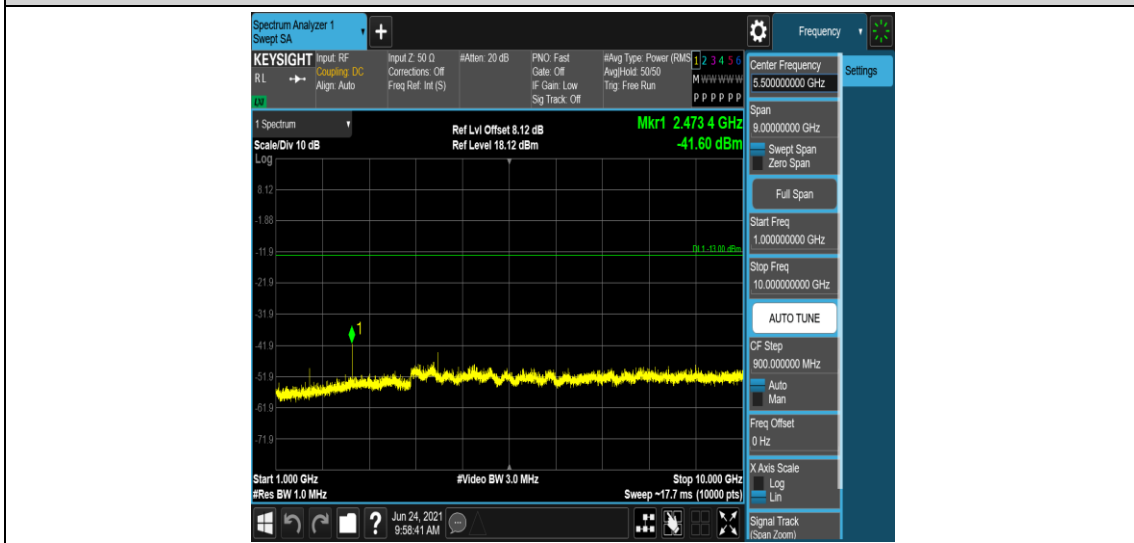 Spectrum Analyzer 1
Swept SA
Frequency
KEYSIGHT
RL
Input: RF
Coupling: DC
Align: Auto
Input Z: 50 Ω
Corrections: Off
Freq Ref: Int (S)
#Atten: 20 dB
PNO: Fast
Gate: Off
IF Gain: Low
Sig Track: Off
#Avg Type: Power (RMS
Avg|Hold: 50/50
Trig: Free Run
1 2 3 4 5 6
M W W W W W
P P P P P P
Center Frequency
5.500000000 GHz
Settings
Span
9.00000000 GHz
Swept Span
Zero Span
Full Span
Start Freq
1.000000000 GHz
Stop Freq
10.000000000 GHz
AUTO TUNE
CF Step
900.000000 MHz
Auto
Man
Freq Offset
0 Hz
X Axis Scale
Log
Lin
Signal Track
(Span Zoom)
1 Spectrum
Scale/Div 10 dB
Ref Lvl Offset 8.12 dB
Ref Level 18.12 dBm
Mkr1 2.473 4 GHz
-41.60 dBm
Log
8.12
-1.88
-11.9
DL1 -13.00 dBm
-21.9
-31.9
1
-41.9
-51.9
-61.9
-71.9
Start 1.000 GHz
#Video BW 3.0 MHz
Stop 10.000 GHz
#Res BW 1.0 MHz
Sweep ~17.7 ms (10000 pts)
?
Jun 24, 2021
9:58:41 AM